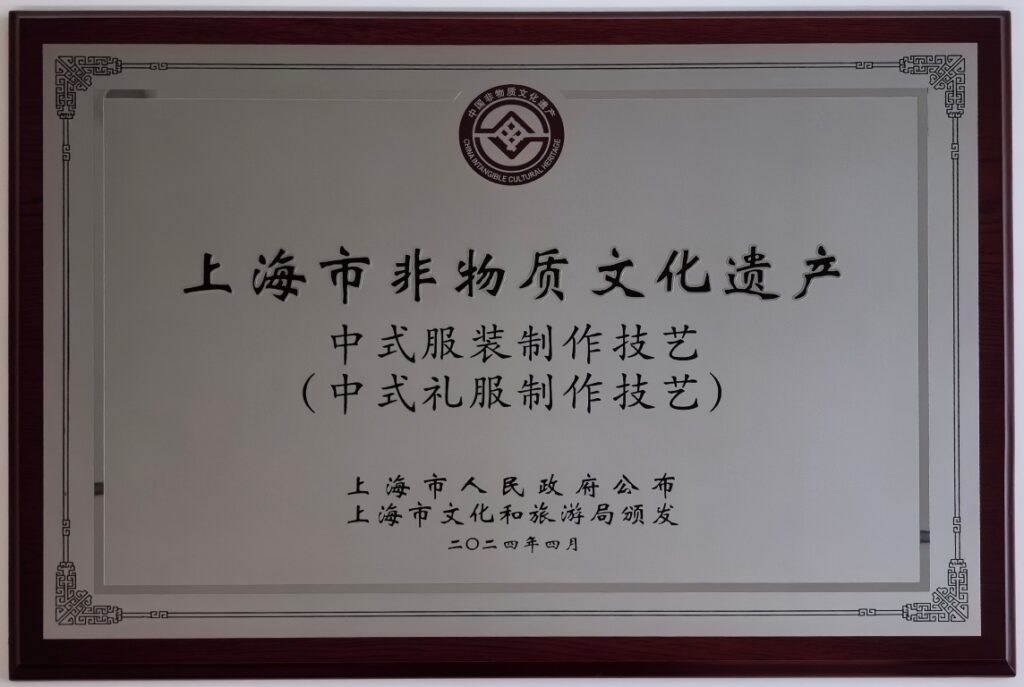 中国非物质文化遗产
CHINA INTANGIBLE CULTURAL HERITAGE
上海市非物质文化遗产
中式服装制作技艺
（中式礼服制作技艺）
上海市人民政府公布
上海市文化和旅游局颁发
二〇二四年四月